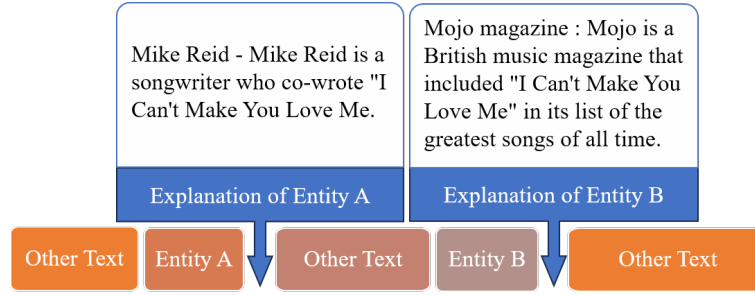 Mike Reid - Mike Reid is a
songwriter who co-wrote "I
Can't Make You Love Me.
Explanation of Entity A
Mojo magazine : Mojo is a
British music magazine that
included "I Can't Make You
Love Me" in its list of the
greatest songs of all time.
Explanation of Entity B
Other Text
Entity A
Other Text
Entity B
Other Text